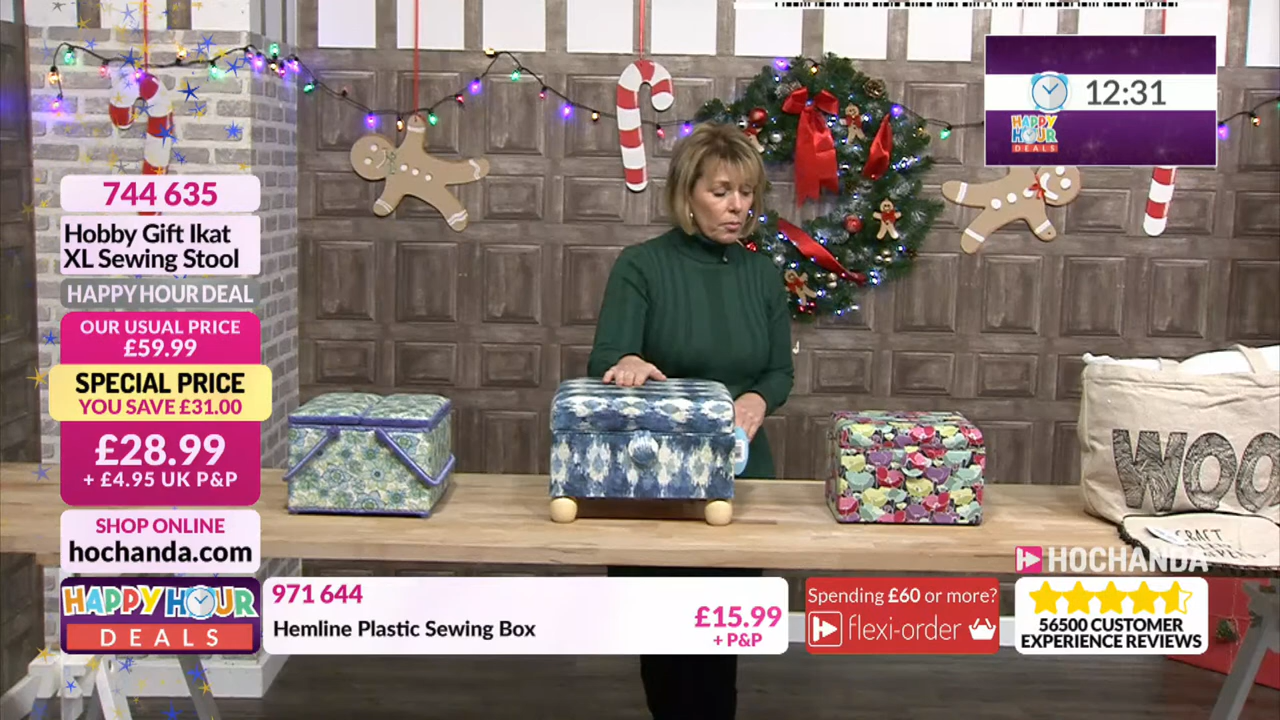 744 635
Hobby Gift Ikat
XL Sewing Stool
HAPPY HOUR DEAL
OUR USUAL PRICE
£59.99
SPECIAL PRICE
YOU SAVE £31.00
£28.99
+ £4.95 UK P&P
SHOP ONLINE
hochanda.com
HAPPY HOUR
DEALS
971 644
Hemline Plastic Sewing Box
£15.99
+ P&P
Spending £60 or more?
flexi-order
56500 CUSTOMER
EXPERIENCE REVIEWS
HOCHANDA
12:31
HAPPY
HOUR
DEALS
WOO
CRAFT